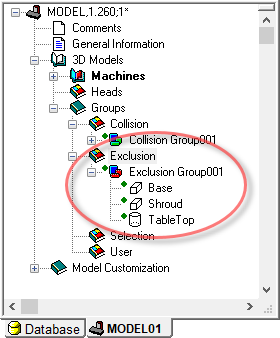 MODEL,1.260;1*
Comments
General Information
3D Models
Machines
Heads
Groups
Collision
Collision Group001
Exclusion
Exclusion Group001
Base
Shroud
TableTop
Selection
User
Model Customization
Database MODEL01